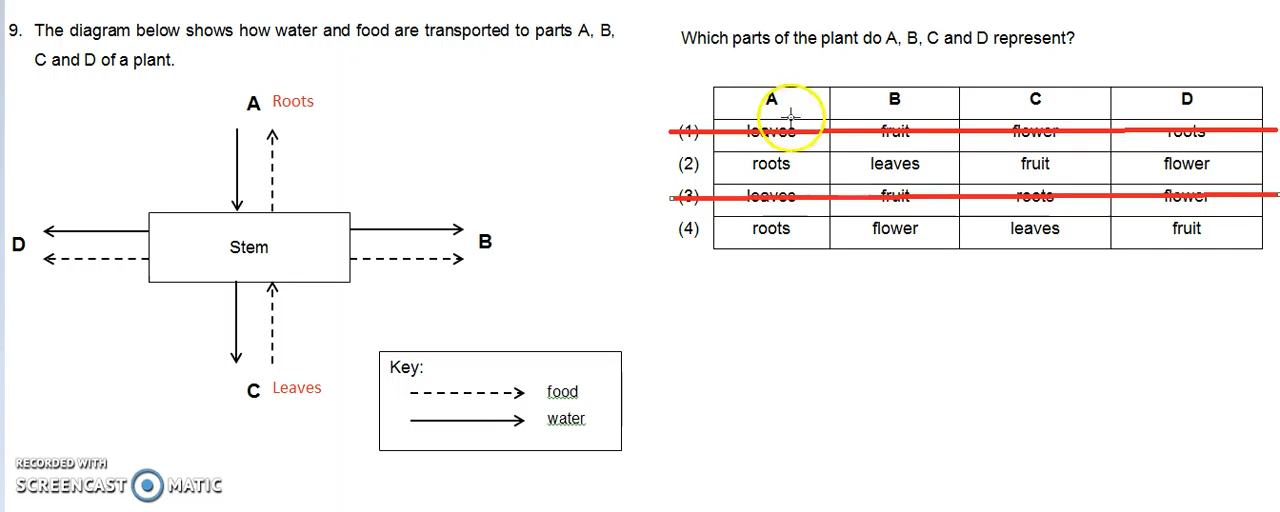 9. The diagram below shows how water and food are transported to parts A, B,
C and D of a plant.
A Roots
D
Stem
B
C Leaves
Key:
food
water
RECORDED WITH
SCREENCAST MATIC
Which parts of the plant do A, B, C and D represent?
A B C D
(1) leaves fruit flower roots
(2) roots leaves fruit flower
(3) leaves fruit roots flower
(4) roots flower leaves fruit